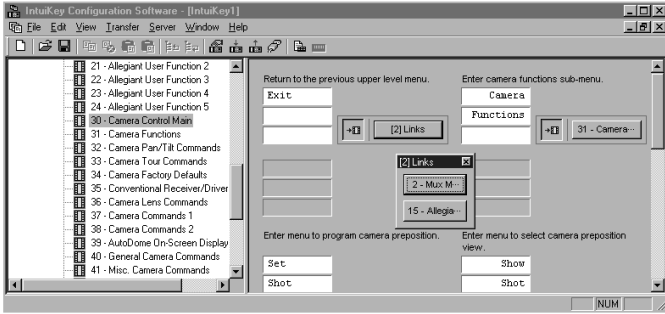 IntuiKey Configuration Software - [IntuiKey1]
File Edit View Transfer Server Window Help
21 - Allegiant User Function 2
22 - Allegiant User Function 3
23 - Allegiant User Function 4
24 - Allegiant User Function 5
30 - Camera Control Main
31 - Camera Functions
32 - Camera Pan/Tilt Commands
33 - Camera Tour Commands
34 - Camera Factory Defaults
35 - Conventional Receiver/Driver
36 - Camera Lens Commands
37 - Camera Commands 1
38 - Camera Commands 2
39 - AutoDome On-Screen Display
40 - General Camera Commands
41 - Misc. Camera Commands
Return to the previous upper level menu.
Exit
[2] Links
Enter camera functions sub-menu.
Camera
Functions
31 - Camera···
[2] Links
2 - Mux M···
15 - Allegia···
Enter menu to program camera preposition.
Set
Shot
Enter menu to select camera preposition
view.
Show
Shot
NUM